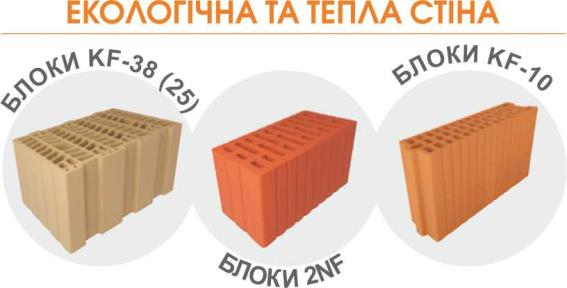 ЕКОЛОГІЧНА ТА ТЕПЛА СТІНА
БЛОКИ KF-38 (25)
БЛОКИ 2NF
БЛОКИ KF-10